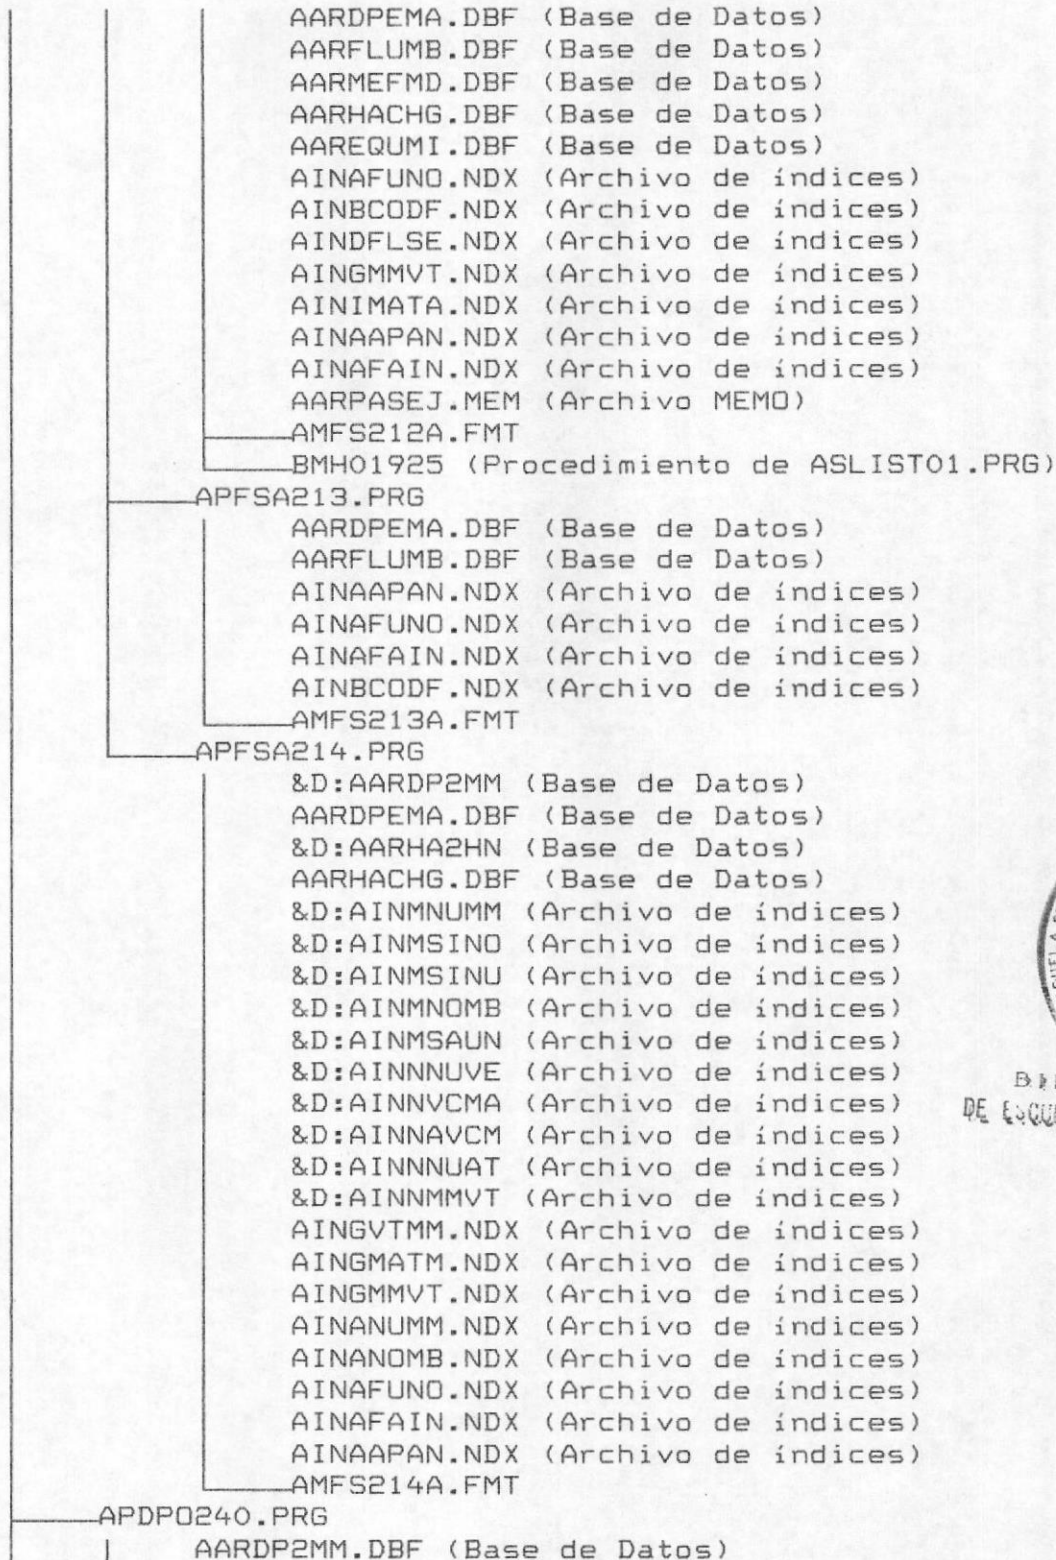 AARDPEMA.DBF (Base de Datos)
AARFLUMB.DBF (Base de Datos)
AARMEFMD.DBF (Base de Datos)
AARHACHG.DBF (Base de Datos)
AAREQUMI.DBF (Base de Datos)
AINAFUNO.NDX (Archivo de índices)
AINBCODF.NDX (Archivo de índices)
AINDFLSE.NDX (Archivo de índices)
AINGMMVT.NDX (Archivo de índices)
AINIMATA.NDX (Archivo de índices)
AINAAPAN.NDX (Archivo de índices)
AINAFAIN.NDX (Archivo de índices)
AARPASEJ.MEM (Archivo MEMO)
AMFS212A.FMT
BMHO1925 (Procedimiento de ASLISTO1.PRG)
APFSA213.PRG
AARDPEMA.DBF (Base de Datos)
AARFLUMB.DBF (Base de Datos)
AINAAPAN.NDX (Archivo de índices)
AINAFUNO.NDX (Archivo de índices)
AINAFAIN.NDX (Archivo de índices)
AINBCODF.NDX (Archivo de índices)
AMFS213A.FMT
APFSA214.PRG
&D:AARDP2MM (Base de Datos)
AARDPEMA.DBF (Base de Datos)
&D:AARHA2HN (Base de Datos)
AARHACHG.DBF (Base de Datos)
&D:AINMNUMM (Archivo de índices)
&D:AINMSINO (Archivo de índices)
&D:AINMSINU (Archivo de índices)
&D:AINMNOMB (Archivo de índices)
&D:AINMSAUN (Archivo de índices)
&D:AINNNUVE (Archivo de índices)
&D:AINNVCMA (Archivo de índices)
&D:AINNAVCM (Archivo de índices)
&D:AINNNUAT (Archivo de índices)
&D:AINNMMVT (Archivo de índices)
AINGVTMM.NDX (Archivo de índices)
AINGMATM.NDX (Archivo de índices)
AINGMMVT.NDX (Archivo de índices)
AINANUMM.NDX (Archivo de índices)
AINANOMB.NDX (Archivo de índices)
AINAFUNO.NDX (Archivo de índices)
AINAFAIN.NDX (Archivo de índices)
AINAAPAN.NDX (Archivo de índices)
AMFS214A.FMT
APDPO240.PRG
AARDP2MM.DBF (Base de Datos)
DE